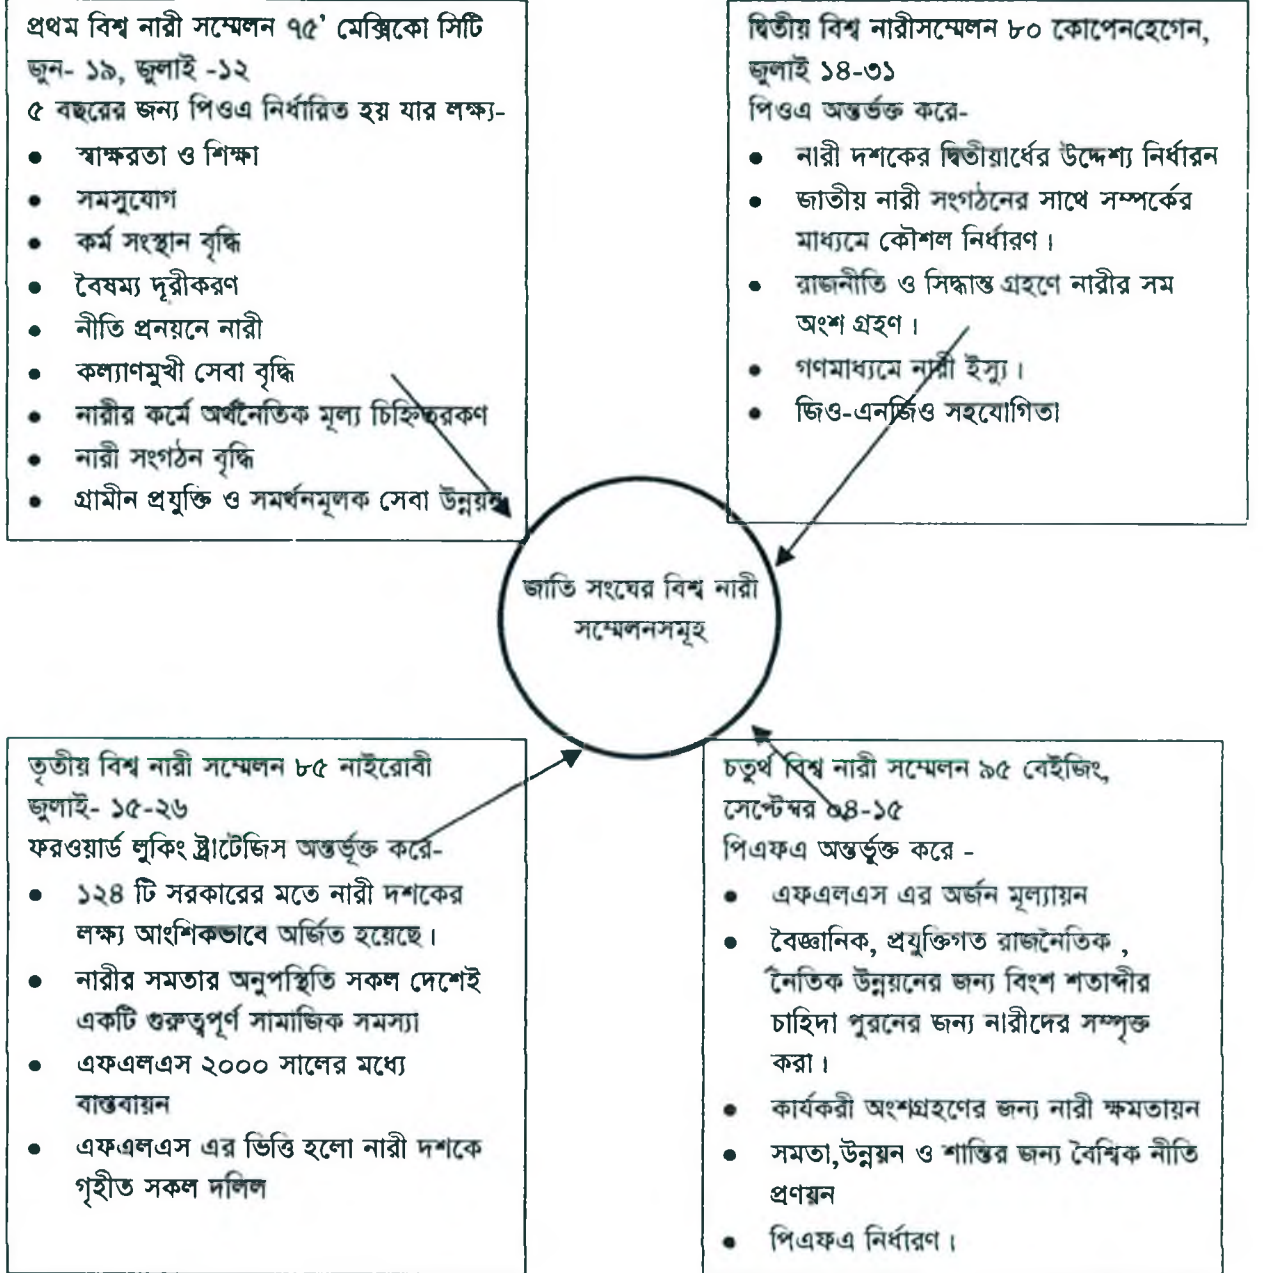 প্রথম বিশ্ব নারী সম্মেলন ৭৫' মেক্সিকো সিটি
জুন- ১৯, জুলাই -১২
৫ বছরের জন্য পিওএ নির্ধারিত হয় যার লক্ষ্য-
• স্বাক্ষরতা ও শিক্ষা
• সমসুযোগ
• কর্ম সংস্থান বৃদ্ধি
• বৈষম্য দূরীকরণ
• নীতি প্রনয়নে নারী
• কল্যাণমুখী সেবা বৃদ্ধি
• নারীর কর্মে অর্থনৈতিক মূল্য চিহ্নিতরকণ
• নারী সংগঠন বৃদ্ধি
• গ্রামীন প্রযুক্তি ও সমর্থনমূলক সেবা উন্নয়ন
দ্বিতীয় বিশ্ব নারীসম্মেলন ৮০ কোপেনহেগেন,
জুলাই ১৪-৩১
পিওএ অন্তর্ভক্ত করে-
• নারী দশকের দ্বিতীয়ার্ধের উদ্দেশ্য নির্ধারন
• জাতীয় নারী সংগঠনের সাথে সম্পর্কের
মাধ্যমে কৌশল নির্ধারণ।
• রাজনীতি ও সিদ্ধান্ত গ্রহণে নারীর সম
অংশ গ্রহণ।
• গণমাধ্যমে নারী ইস্যু।
• জিও-এনজিও সহযোগিতা
জাতি সংঘের বিশ্ব নারী
সম্মেলনসমূহ
তৃতীয় বিশ্ব নারী সম্মেলন ৮৫ নাইরোবী
জুলাই- ১৫-২৬
ফরওয়ার্ড লুকিং ষ্ট্রাটেজিস অন্তর্ভূক্ত করে-
• ১২৪ টি সরকারের মতে নারী দশকের
লক্ষ্য আংশিকভাবে অর্জিত হয়েছে।
• নারীর সমতার অনুপস্থিতি সকল দেশেই
একটি গুরুত্বপূর্ণ সামাজিক সমস্যা
• এফএলএস ২০০০ সালের মধ্যে
বাস্তবায়ন
• এফএলএস এর ভিত্তি হলো নারী দশকে
গৃহীত সকল দলিল
চতুর্থ বিশ্ব নারী সম্মেলন ৯৫ বেইজিং,
সেপ্টেম্বর ০৪-১৫
পিএফএ অন্তর্ভুক্ত করে -
• এফএলএস এর অর্জন মূল্যায়ন
• বৈজ্ঞানিক, প্রযুক্তিগত রাজনৈতিক ,
নৈতিক উন্নয়নের জন্য বিংশ শতাব্দীর
চাহিদা পুরনের জন্য নারীদের সম্পৃক্ত
করা।
• কার্যকরী অংশগ্রহণের জন্য নারী ক্ষমতায়ন
• সমতা,উন্নয়ন ও শান্তির জন্য বৈশ্বিক নীতি
প্রণয়ন
• পিএফএ নির্ধারণ।